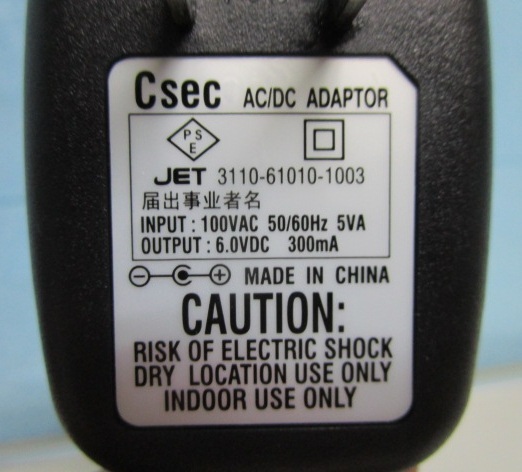 Csec AC/DC ADAPTOR
PS
E
JET 3110-61010-1003
届出事业者名
INPUT : 100VAC 50/60Hz 5VA
OUTPUT : 6.0VDC 300mA
MADE IN CHINA
CAUTION:
RISK OF ELECTRIC SHOCK
DRY LOCATION USE ONLY
INDOOR USE ONLY